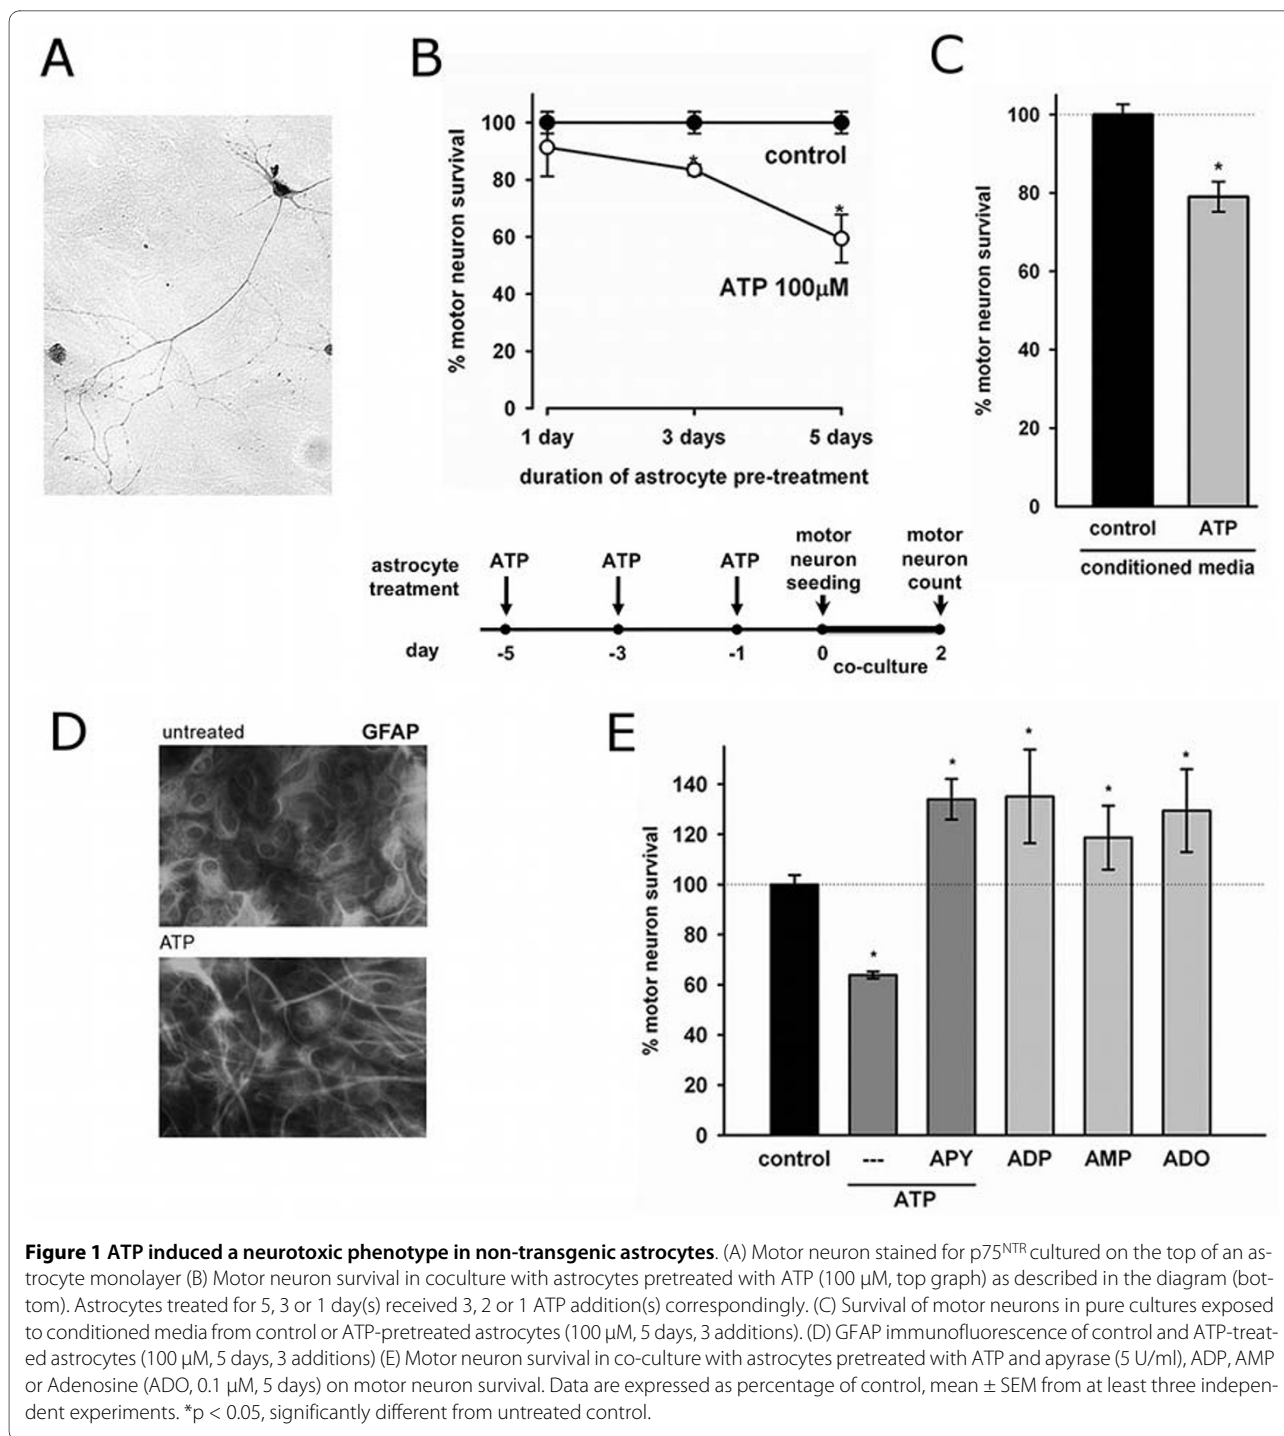 A
B
C
% motor neuron survival
100
80
60
40
20
0
*
*
control
ATP 100µM
1 day 3 days 5 days
duration of astrocyte pre-treatment
% motor neuron survival
100
80
60
40
20
0
*
control ATP
conditioned media
astrocyte
treatment
ATP ATP ATP
motor
neuron
seeding
motor
neuron
count
day -5 -3 -1 0 2
co-culture
D
untreated GFAP
ATP
E
% motor neuron survival
140
120
100
80
60
40
20
0
* * * * *
control --- APY ADP AMP ADO
ATP
Figure 1 ATP induced a neurotoxic phenotype in non-transgenic astrocytes. (A) Motor neuron stained for p75NTR cultured on the top of an as-
trocyte monolayer (B) Motor neuron survival in coculture with astrocytes pretreated with ATP (100 µM, top graph) as described in the diagram (bot-
tom). Astrocytes treated for 5, 3 or 1 day(s) received 3, 2 or 1 ATP addition(s) correspondingly. (C) Survival of motor neurons in pure cultures exposed
to conditioned media from control or ATP-pretreated astrocytes (100 µM, 5 days, 3 additions). (D) GFAP immunofluorescence of control and ATP-treat-
ed astrocytes (100 µM, 5 days, 3 additions) (E) Motor neuron survival in co-culture with astrocytes pretreated with ATP and apyrase (5 U/ml), ADP, AMP
or Adenosine (ADO, 0.1 µM, 5 days) on motor neuron survival. Data are expressed as percentage of control, mean ± SEM from at least three indepen-
dent experiments. *p < 0.05, significantly different from untreated control.